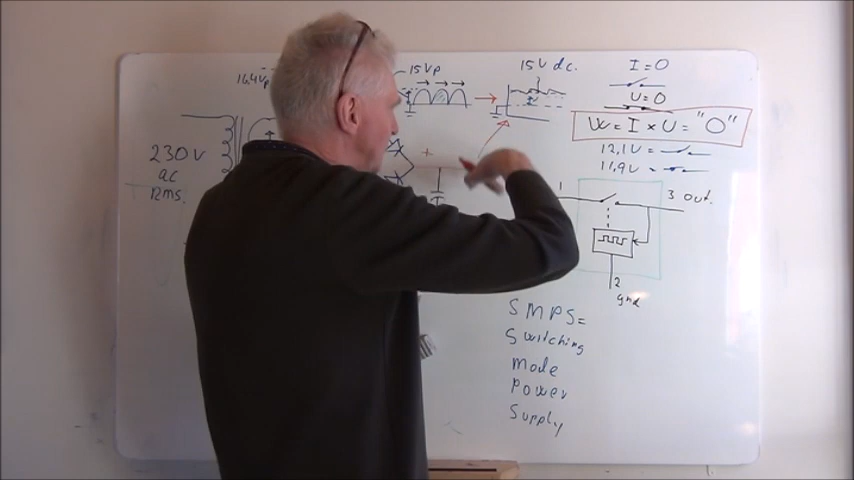 16,4Vp
15Vp
15V dc.
I=0
U=0
W= I x U = "0"
12,1V =
11,9V =
230V
ac
rms.
+
1
3 Out.
2
gnd
SMPS=
Switching
mode
power
Supply